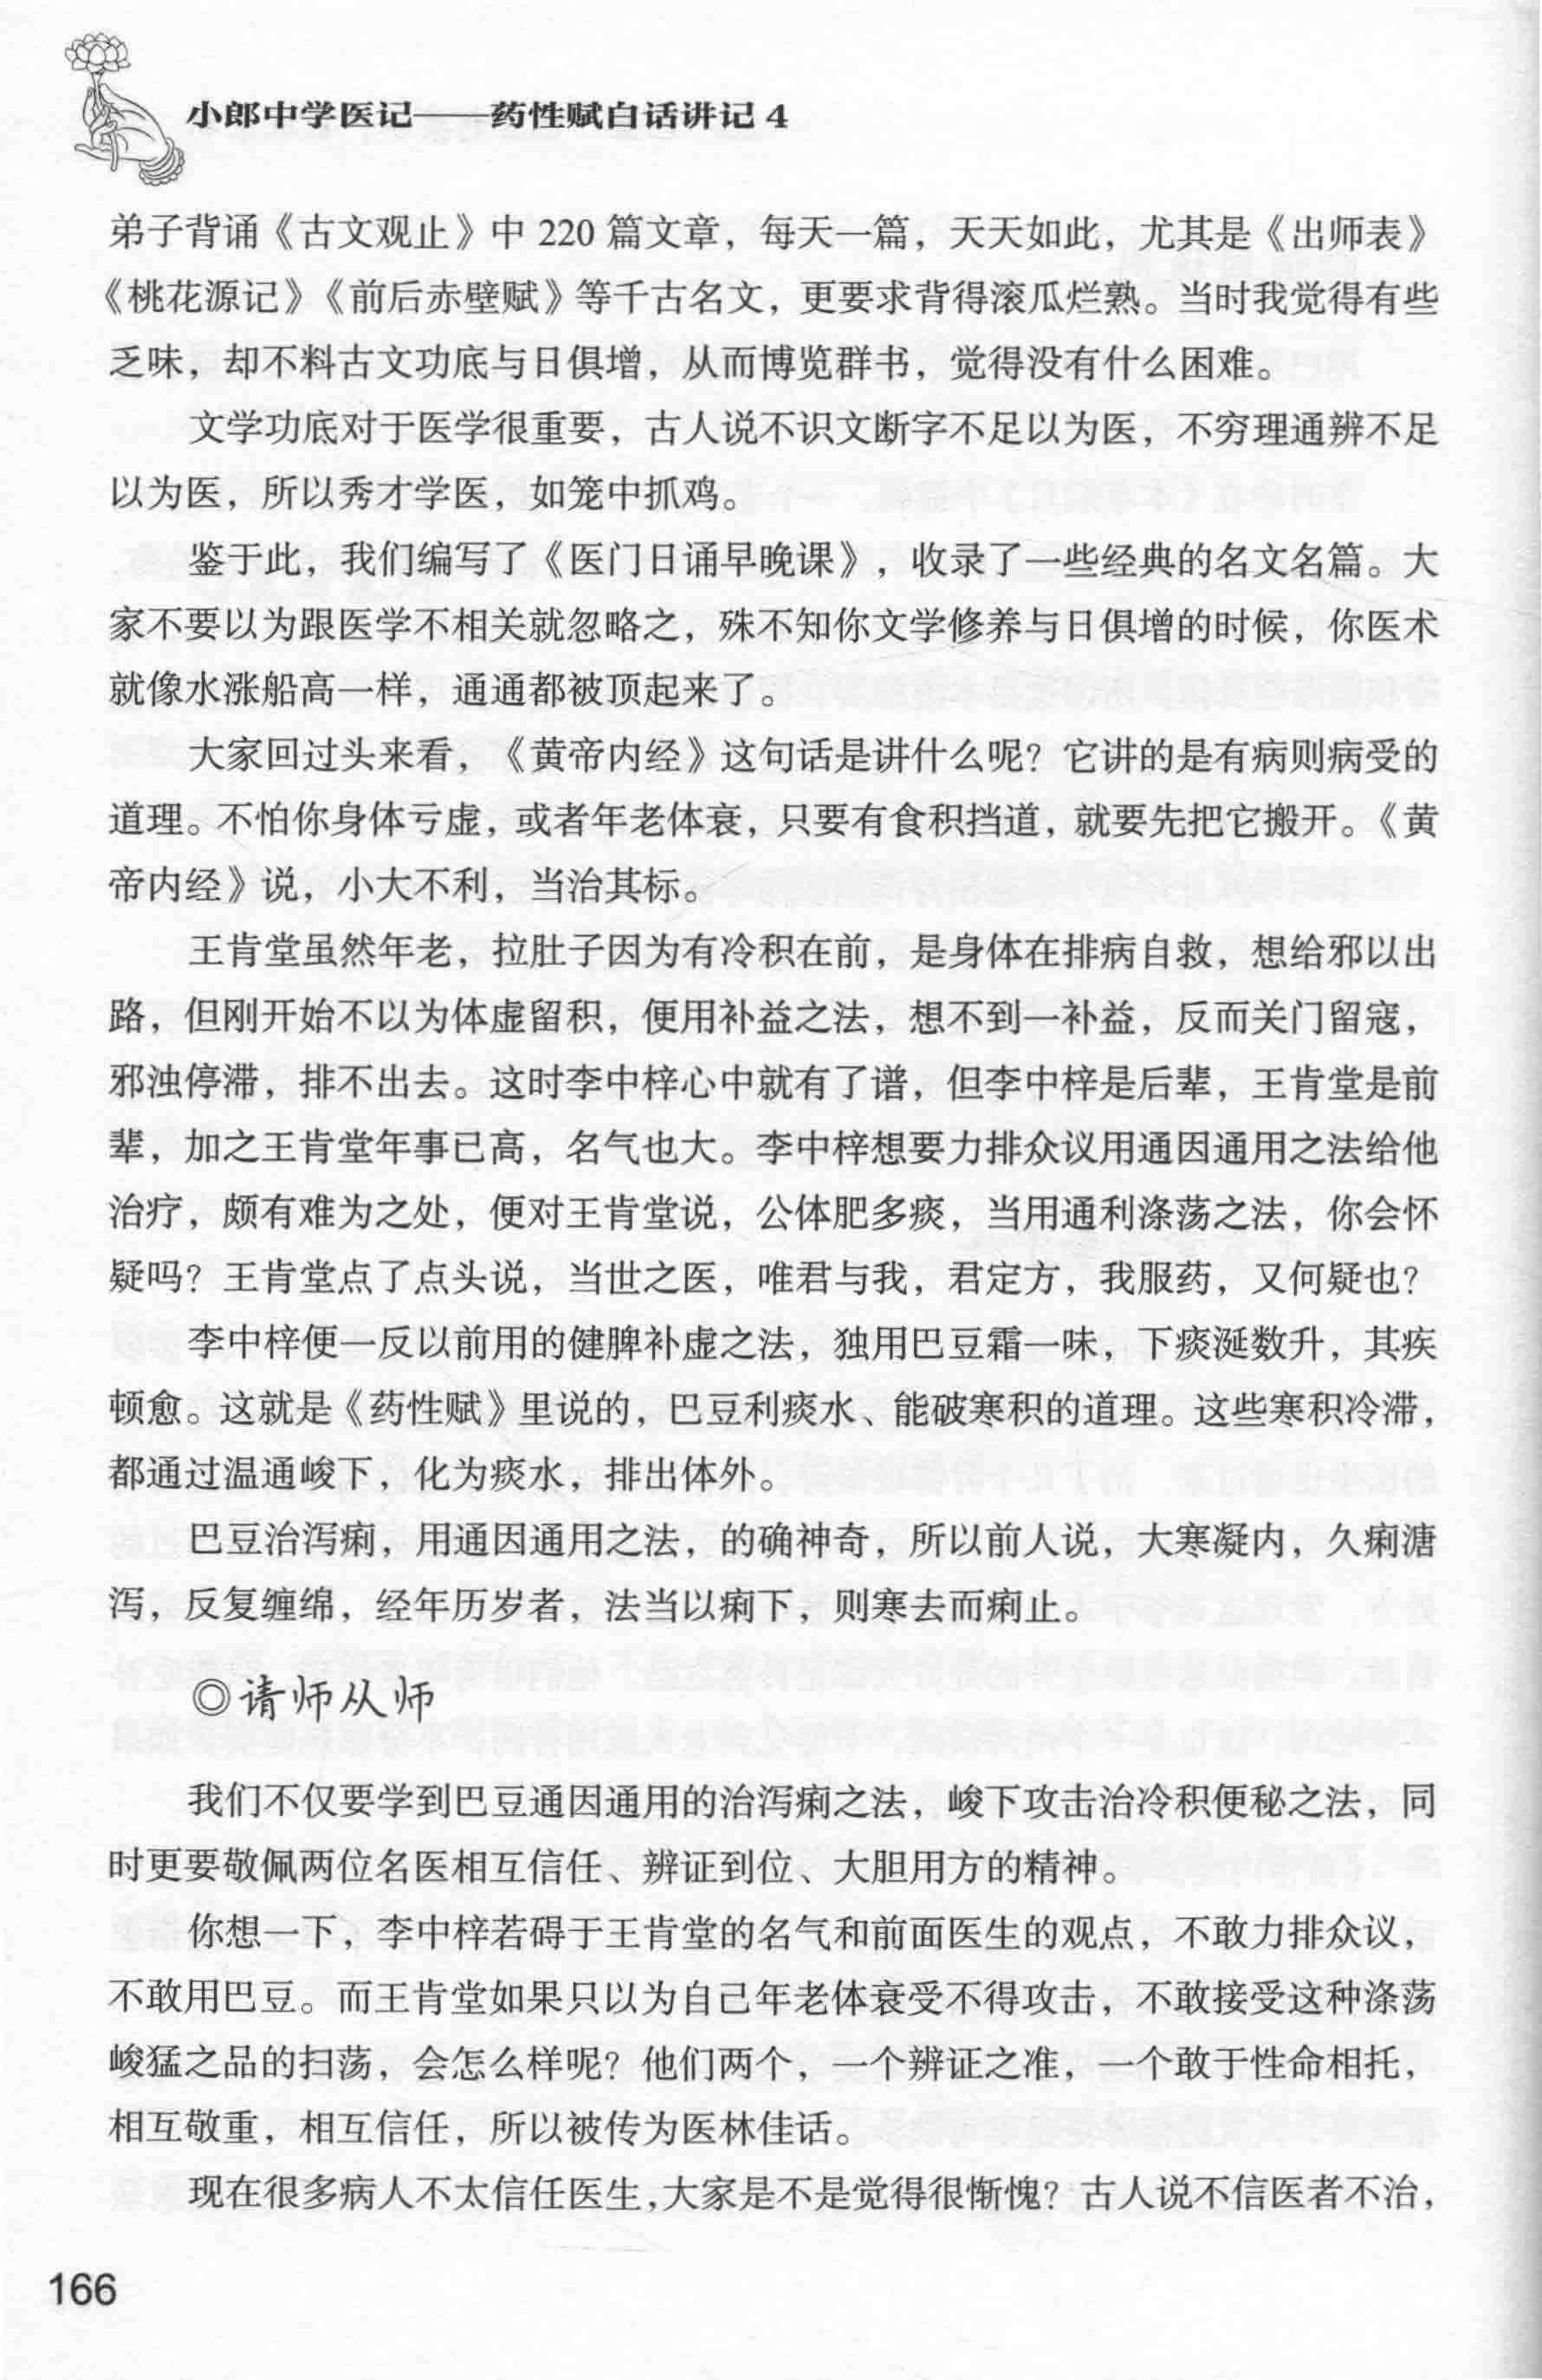 小郎中学医记——药性赋白话讲记 4
弟子背诵《古文观止》中 220 篇文章，每天一篇，天天如此，尤其是《出师表》
《桃花源记》《前后赤壁赋》等千古名文，更要求背得滚瓜烂熟。当时我觉得有些
乏味，却不料古文功底与日俱增，从而博览群书，觉得没有什么困难。
文学功底对于医学很重要，古人说不识文断字不足以为医，不穷理通辨不足
以为医，所以秀才学医，如笼中抓鸡。
鉴于此，我们编写了《医门日诵早晚课》，收录了一些经典的名文名篇。大
家不要以为跟医学不相关就忽略之，殊不知你文学修养与日俱增的时候，你医术
就像水涨船高一样，通通都被顶起来了。
大家回过头来看，《黄帝内经》这句话是讲什么呢？它讲的是有病则病受的
道理。不怕你身体亏虚，或者年老体衰，只要有食积挡道，就要先把它搬开。《黄
帝内经》说，小大不利，当治其标。
王肯堂虽然年老，拉肚子因为有冷积在前，是身体在排病自救，想给邪以出
路，但刚开始不以为体虚留积，便用补益之法，想不到一补益，反而关门留寇，
邪浊停滞，排不出去。这时李中梓心中就有了谱，但李中梓是后辈，王肯堂是前
辈，加之王肯堂年事已高，名气也大。李中梓想要力排众议用通因通用之法给他
治疗，颇有难为之处，便对王肯堂说，公体肥多痰，当用通利涤荡之法，你会怀
疑吗？王肯堂点了点头说，当世之医，唯君与我，君定方，我服药，又何疑也？
李中梓便一反以前用的健脾补虚之法，独用巴豆霜一味，下痰涎数升，其疾
顿愈。这就是《药性赋》里说的，巴豆利痰水、能破寒积的道理。这些寒积冷滞，
都通过温通峻下，化为痰水，排出体外。
巴豆治泻痢，用通因通用之法，的确神奇，所以前人说，大寒凝内，久痢溏
泻，反复缠绵，经年历岁者，法当以痢下，则寒去而痢止。
◎请师从师
我们不仅要学到巴豆通因通用的治泻痢之法，峻下攻击治冷积便秘之法，同
时更要敬佩两位名医相互信任、辨证到位、大胆用方的精神。
你想一下，李中梓若碍于王肯堂的名气和前面医生的观点，不敢力排众议，
不敢用巴豆。而王肯堂如果只以为自己年老体衰受不得攻击，不敢接受这种涤荡
峻猛之品的扫荡，会怎么样呢？他们两个，一个辨证之准，一个敢于性命相托，
相互敬重，相互信任，所以被传为医林佳话。
现在很多病人不太信任医生，大家是不是觉得很惭愧？古人说不信医者不治，
166